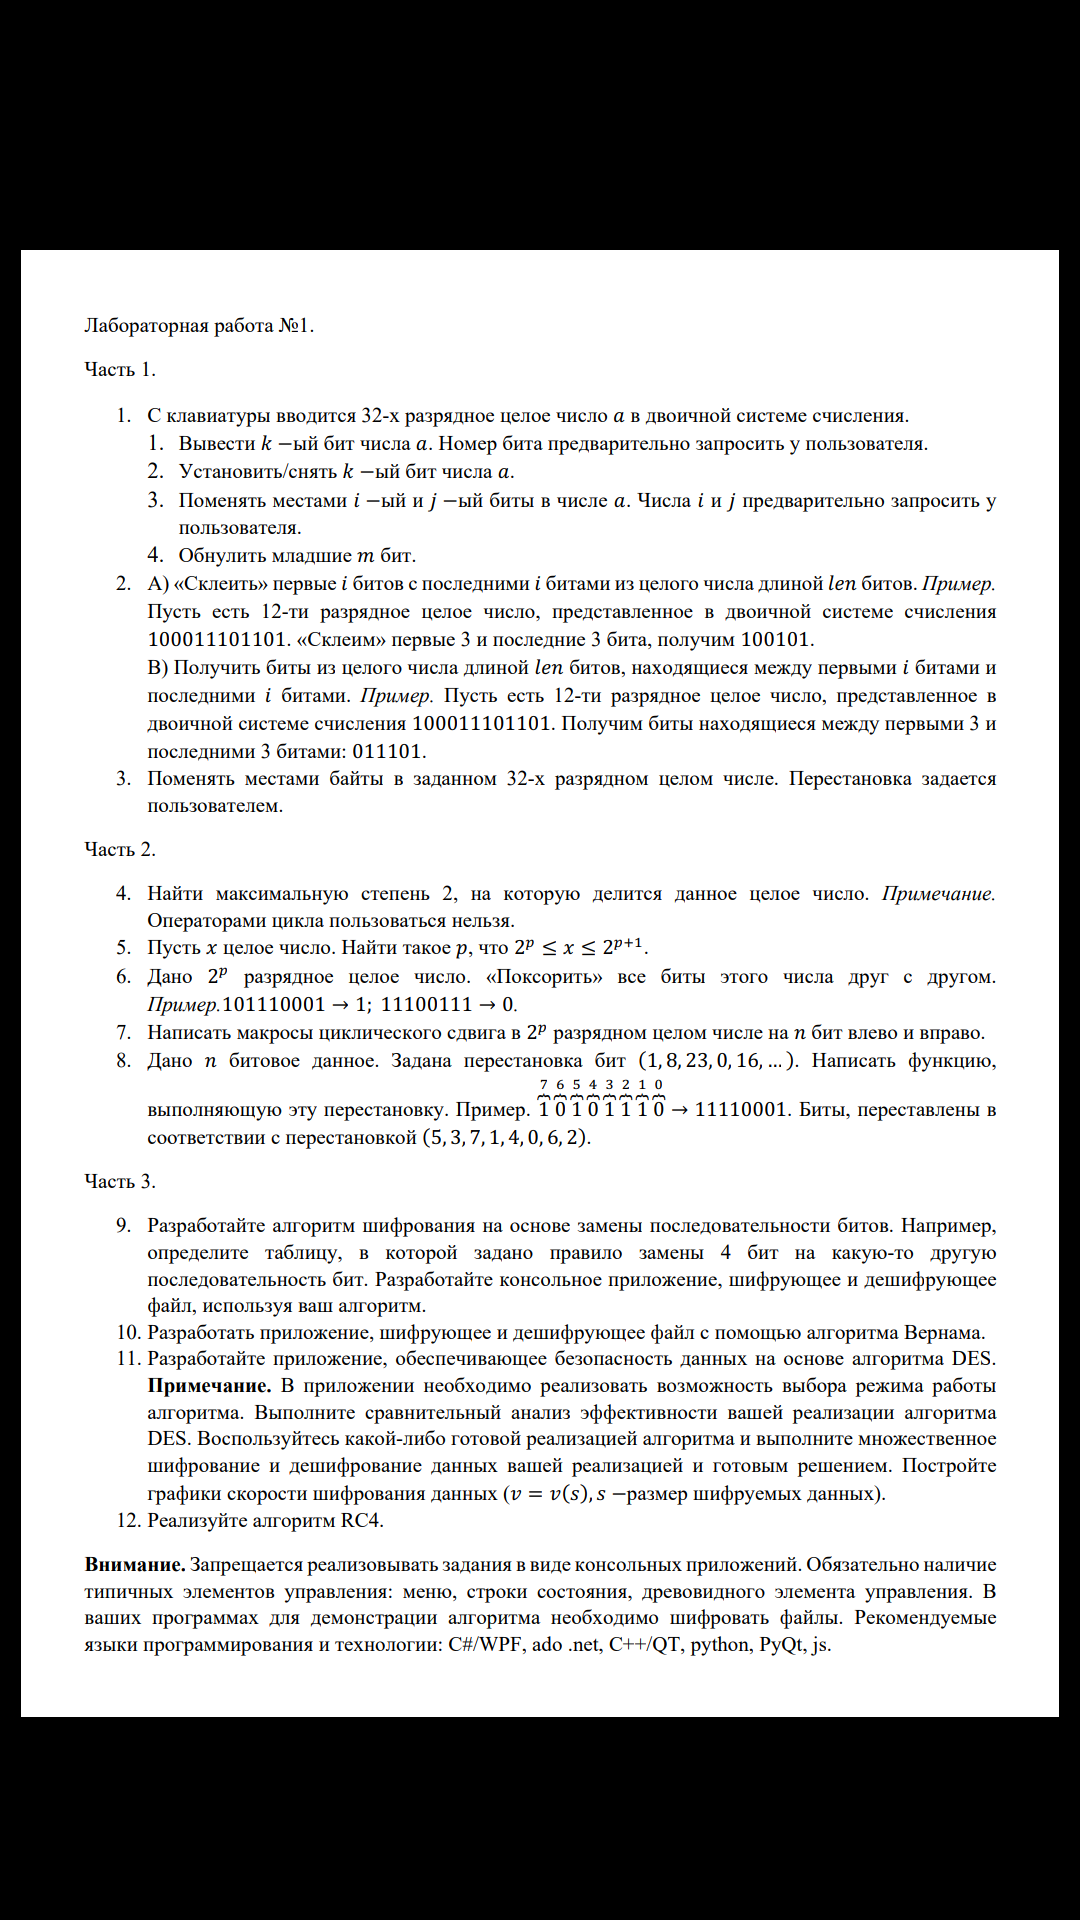 Лабораторная работа №1.
Часть 1.
1. С клавиатуры вводится 32-х разрядное целое число a в двоичной системе счисления.
1. Вывести k −ый бит числа a. Номер бита предварительно запросить у пользователя.
2. Установить/снять k −ый бит числа a.
3. Поменять местами i −ый и j −ый биты в числе a. Числа i и j предварительно запросить у
пользователя.
4. Обнулить младшие m бит.
2. А) «Склеить» первые i битов с последними i битами из целого числа длиной len битов. Пример.
Пусть есть 12-ти разрядное целое число, представленное в двоичной системе счисления
100011101101. «Склеим» первые 3 и последние 3 бита, получим 100101.
В) Получить биты из целого числа длиной len битов, находящиеся между первыми i битами и
последними i битами. Пример. Пусть есть 12-ти разрядное целое число, представленное в
двоичной системе счисления 100011101101. Получим биты находящиеся между первыми 3 и
последними 3 битами: 011101.
3. Поменять местами байты в заданном 32-х разрядном целом числе. Перестановка задается
пользователем.
Часть 2.
4. Найти максимальную степень 2, на которую делится данное целое число. Примечание.
Операторами цикла пользоваться нельзя.
5. Пусть x целое число. Найти такое p, что 2ᵖ ≤ x ≤ 2ᵖ⁺¹.
6. Дано 2ᵖ разрядное целое число. «Поксорить» все биты этого числа друг с другом.
Пример.101110001 → 1; 11100111 → 0.
7. Написать макросы циклического сдвига в 2ᵖ разрядном целом числе на n бит влево и вправо.
8. Дано n битовое данное. Задана перестановка бит (1, 8, 23, 0, 16, … ). Написать функцию,
7 6 5 4 3 2 1 0
выполняющую эту перестановку. Пример. 1 0 1 0 1 1 1 0 → 11110001. Биты, переставлены в
соответствии с перестановкой (5, 3, 7, 1, 4, 0, 6, 2).
Часть 3.
9. Разработайте алгоритм шифрования на основе замены последовательности битов. Например,
определите таблицу, в которой задано правило замены 4 бит на какую-то другую
последовательность бит. Разработайте консольное приложение, шифрующее и дешифрующее
файл, используя ваш алгоритм.
10. Разработать приложение, шифрующее и дешифрующее файл с помощью алгоритма Вернама.
11. Разработайте приложение, обеспечивающее безопасность данных на основе алгоритма DES.
Примечание. В приложении необходимо реализовать возможность выбора режима работы
алгоритма. Выполните сравнительный анализ эффективности вашей реализации алгоритма
DES. Воспользуйтесь какой-либо готовой реализацией алгоритма и выполните множественное
шифрование и дешифрование данных вашей реализацией и готовым решением. Постройте
графики скорости шифрования данных (v = v(s), s −размер шифруемых данных).
12. Реализуйте алгоритм RC4.
Внимание. Запрещается реализовывать задания в виде консольных приложений. Обязательно наличие
типичных элементов управления: меню, строки состояния, древовидного элемента управления. В
ваших программах для демонстрации алгоритма необходимо шифровать файлы. Рекомендуемые
языки программирования и технологии: C#/WPF, ado .net, C++/QT, python, PyQt, js.